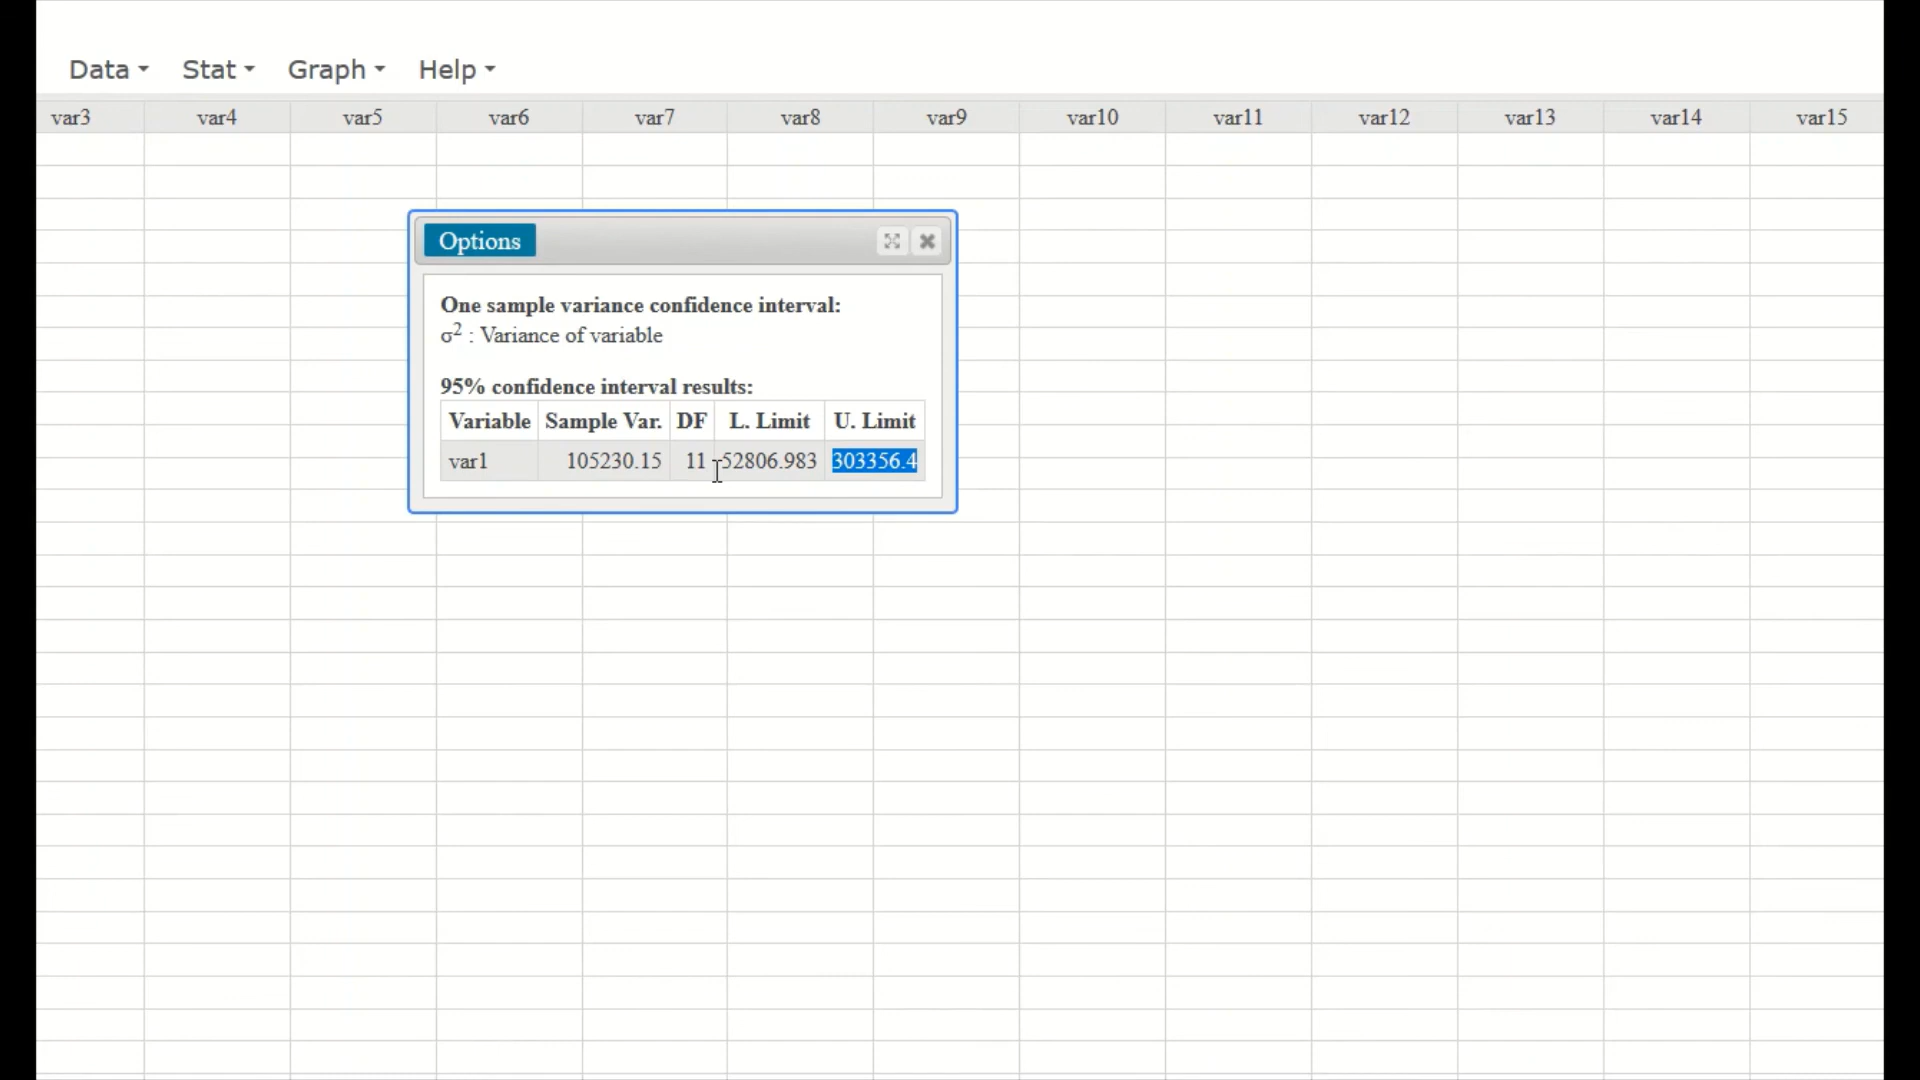 Data Stat Graph Help
var3 var4 var5 var6 var7 var8 var9 var10 var11 var12 var13 var14 var15
Options
One sample variance confidence interval:
σ² : Variance of variable
95% confidence interval results:
Variable Sample Var. DF L. Limit U. Limit
var1 105230.15 11 52806.983 303356.4